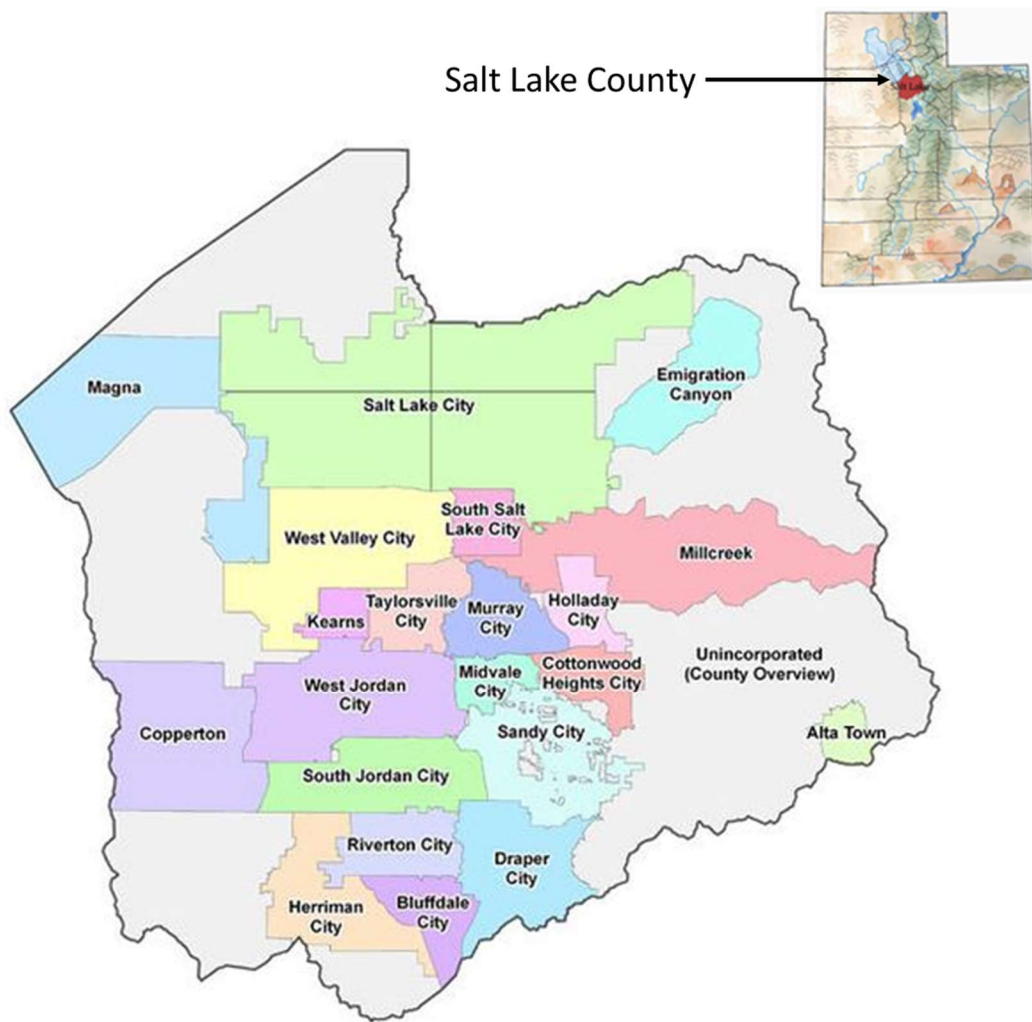 Salt Lake County
Salt Lake
Magna
Salt Lake City
Emigration
Canyon
South Salt
Lake City
West Valley City
Millcreek
Kearns
Taylorsville
City
Murray
City
Holladay
City
Unincorporated
(County Overview)
West Jordan
City
Midvale
City
Cottonwood
Heights City
Copperton
Sandy City
Alta Town
South Jordan City
Riverton City
Draper
City
Herriman
City
Bluffdale
City